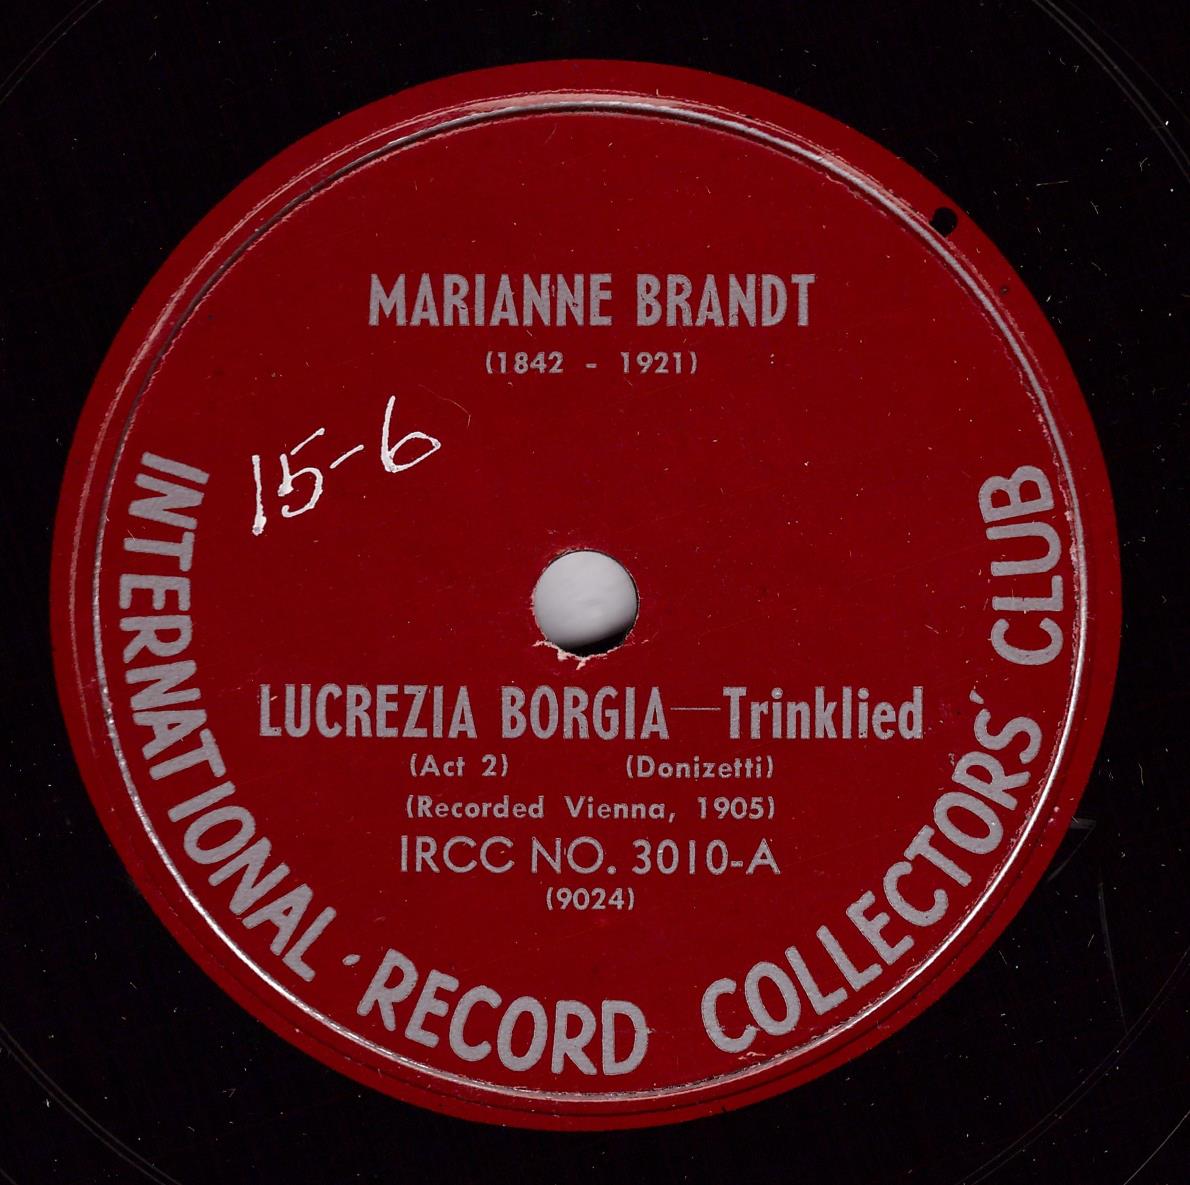 MARIANNE BRANDT
(1842 - 1921)
15-6
LUCREZIA BORGIA—Trinklied
(Act 2) (Donizetti)
(Recorded Vienna, 1905)
IRCC NO. 3010-A
(9024)
INTERNATIONAL · RECORD COLLECTORS' CLUB